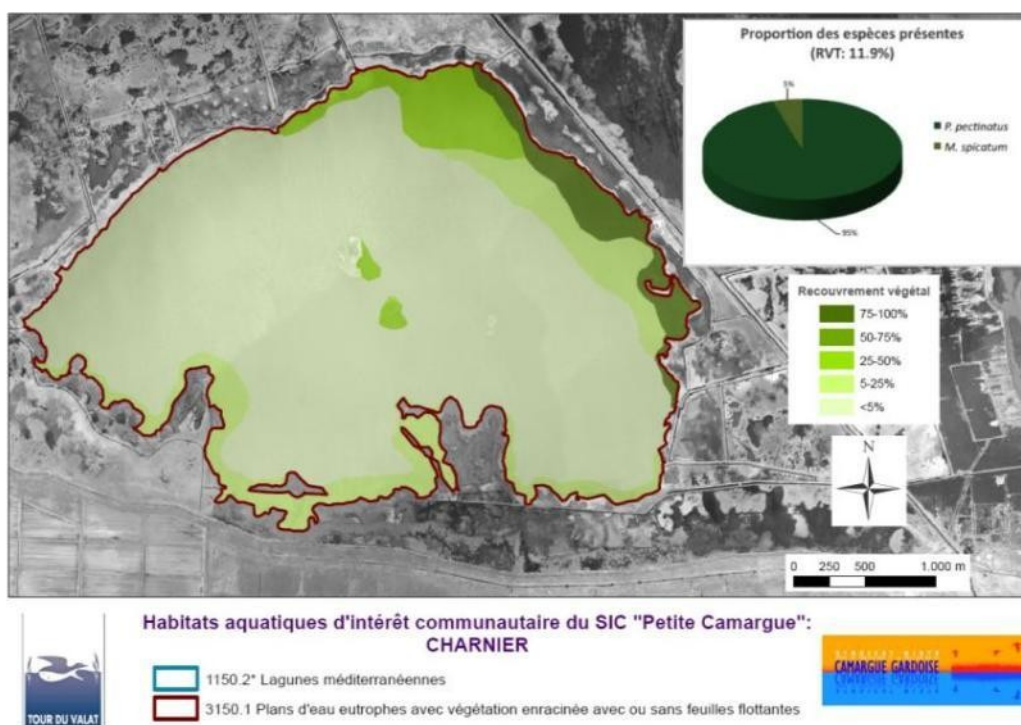 Proportion des espèces présentes
(RVT: 11.9%)
5%
P. pectinatus
M. spicatum
95%
Recouvrement végétal
75-100%
50-75%
25-50%
5-25%
<5%
N
0 250 500 1.000 m
Habitats aquatiques d'intérêt communautaire du SIC "Petite Camargue":
CHARNIER
1150.2* Lagunes méditerranéennes
3150.1 Plans d'eau eutrophes avec végétation enracinée avec ou sans feuilles flottantes
TOUR DU VALAT
SYNDICAT MIXTE
CAMARGUE GARDOISE